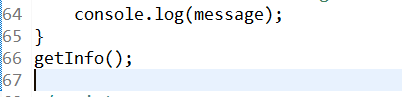 64 console.log(message);
65 }
66 getInfo();
67